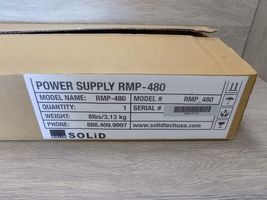 POWER SUPPLY RMP-480
MODEL NAME: RMP-480 MODEL # RMP_480
QUANTITY: 1 SERIAL #
WEIGHT: 8lbs/3.13 kg
PHONE: 888.409.9997 www.solidtechusa.com
SOLiD